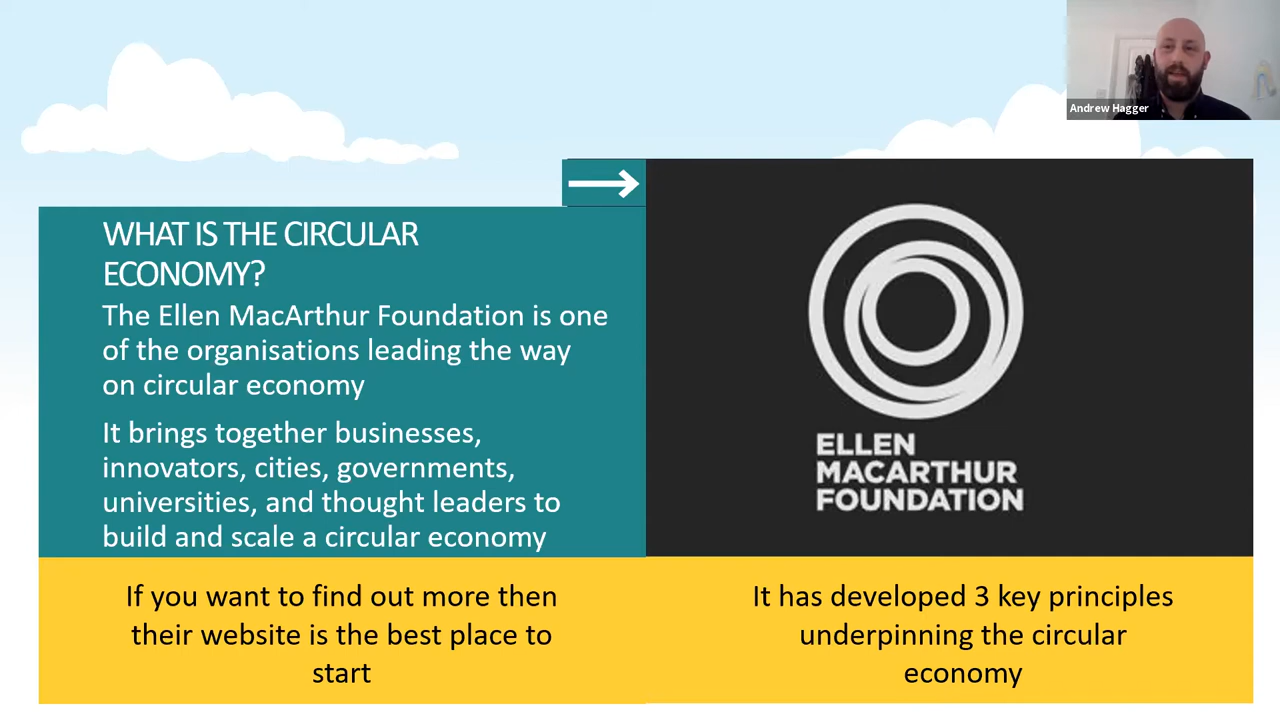 Andrew Hagger
WHAT IS THE CIRCULAR
ECONOMY?
The Ellen MacArthur Foundation is one
of the organisations leading the way
on circular economy
It brings together businesses,
innovators, cities, governments,
universities, and thought leaders to
build and scale a circular economy
ELLEN
MACARTHUR
FOUNDATION
If you want to find out more then
their website is the best place to
start
It has developed 3 key principles
underpinning the circular
economy